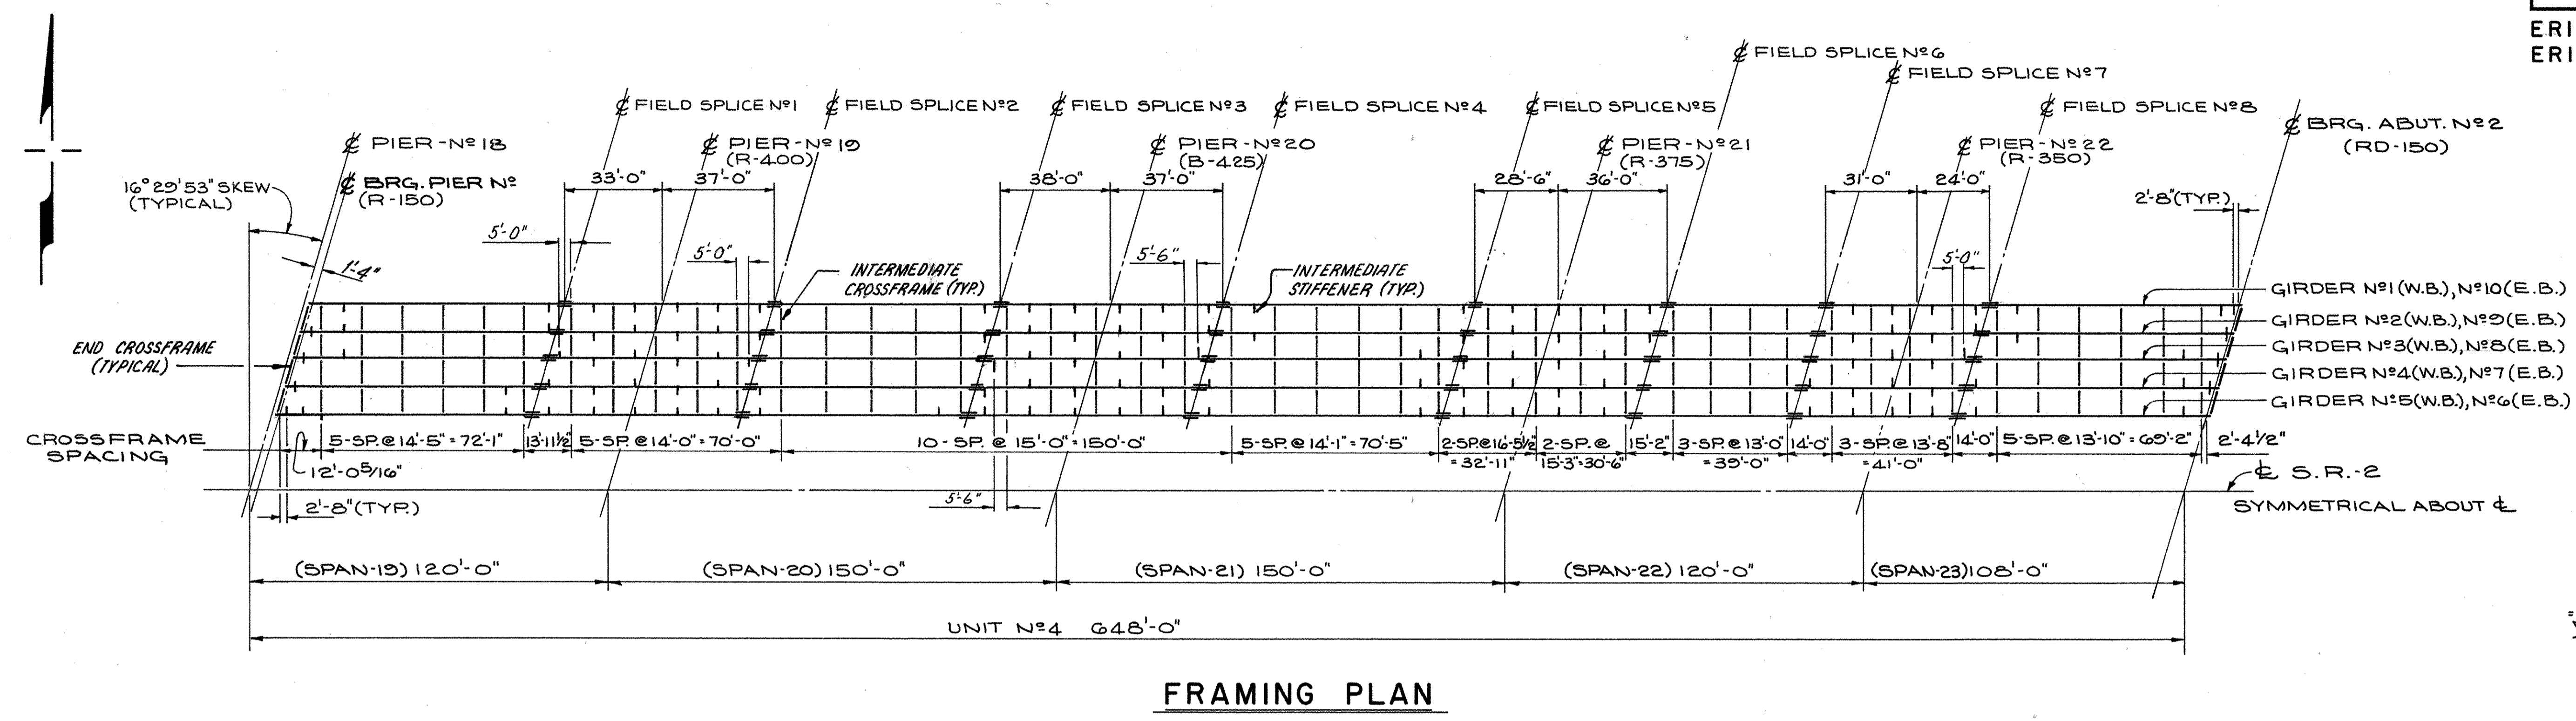 ERI
ERI
℄ FIELD SPLICE Nº6
℄ FIELD SPLICE Nº7
℄ FIELD SPLICE Nº1
℄ FIELD SPLICE Nº2
℄ FIELD SPLICE Nº3
℄ FIELD SPLICE Nº4
℄ FIELD SPLICE Nº5
℄ FIELD SPLICE Nº8
℄ PIER-Nº18
℄ PIER-Nº19
(R-400)
℄ PIER-Nº20
(B-425)
℄ PIER-Nº21
(R-375)
℄ PIER-Nº22
(R-350)
℄ BRG. ABUT. Nº2
(RD-150)
16°29'53" SKEW
(TYPICAL)
℄ BRG. PIER Nº
(R-150)
33'-0"
37'-0"
38'-0"
37'-0"
28'-6"
36'-0"
31'-0"
24'-0"
2'-8"(TYP.)
5'-0"
5'-0"
5'-6"
5'-0"
1'-4"
INTERMEDIATE
CROSSFRAME (TYP.)
INTERMEDIATE
STIFFENER (TYP.)
GIRDER Nº1(W.B.), Nº10(E.B.)
GIRDER Nº2(W.B.), Nº9(E.B.)
GIRDER Nº3(W.B.), Nº8(E.B.)
GIRDER Nº4(W.B.), Nº7(E.B.)
GIRDER Nº5(W.B.), Nº6(E.B.)
END CROSSFRAME
(TYPICAL)
CROSSFRAME
SPACING
5-SP.@14'-5"=72'-1"
13'-11½"
5-SP.@14'-0"=70'-0"
10-SP. @ 15'-0"=150'-0"
5-SP.@14'-1"=70'-5"
2-SP.@16'-5½"
=32'-11"
2-SP.@
15'-3"=30'-6"
15'-2"
3-SP.@13'-0"
=39'-0"
14'-0"
3-SP.@13'-8"
=41'-0"
14'-0"
5-SP.@13'-10"=69'-2"
2'-4½"
12'-0 5/16"
2'-8"(TYP.)
5'-6"
℄ S.R.-2
SYMMETRICAL ABOUT ℄
(SPAN-19) 120'-0"
(SPAN-20) 150'-0"
(SPAN-21) 150'-0"
(SPAN-22) 120'-0"
(SPAN-23) 108'-0"
UNIT Nº4 648'-0"
FRAMING PLAN